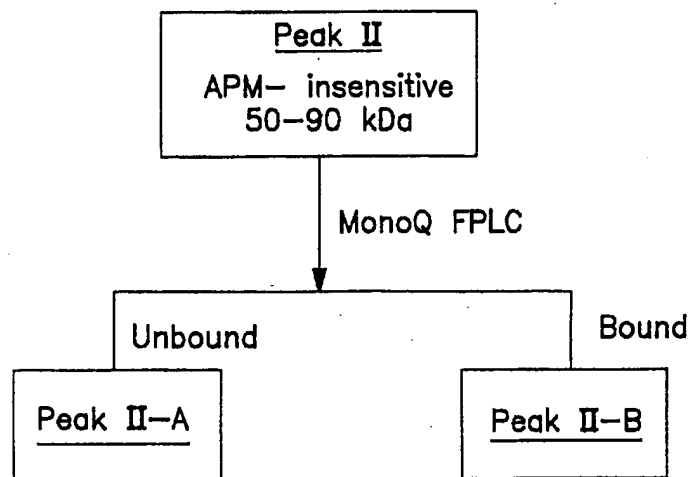 Peak II
APM- insensitive
50-90 kDa
MonoQ FPLC
Unbound
Bound
Peak II-A
Peak II-B